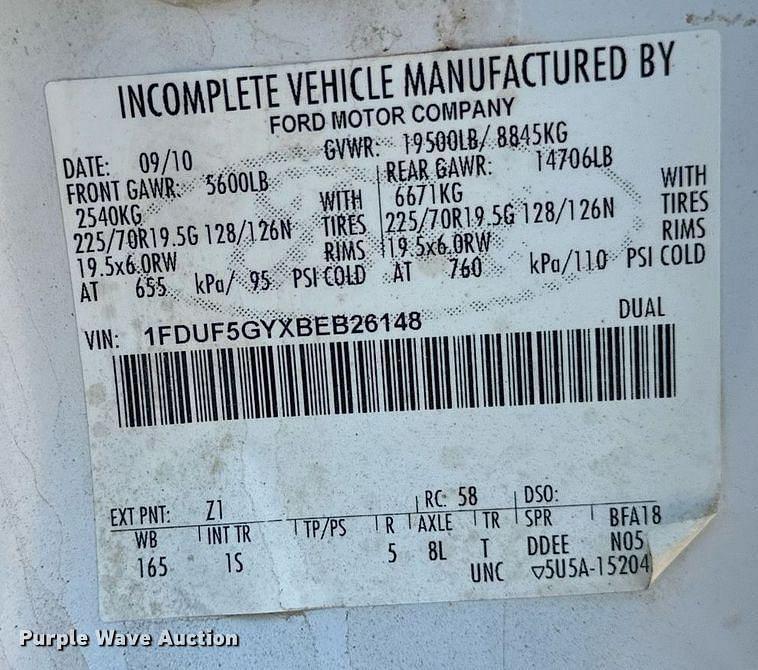 INCOMPLETE VEHICLE MANUFACTURED BY
FORD MOTOR COMPANY
DATE: 09/10 GVWR: 19500LB/ 8845KG
FRONT GAWR: 5600LB REAR GAWR: 14706LB
2540KG WITH 6671KG WITH
225/70R19.5G 128/126N TIRES 225/70R19.5G 128/126N TIRES
19.5x6.0RW RIMS 19.5x6.0RW RIMS
AT 655 kPa/ 95 PSI COLD AT 760 kPa/110 PSI COLD
VIN: 1FDUF5GYXBEB26148 DUAL
EXT PNT: Z1 RC: 58 DSO:
WB INT TR TP/PS R AXLE TR SPR BFA18
165 1S 5 8L T DDEE N05
UNC ▽5U5A-15204
Purple Wave Auction